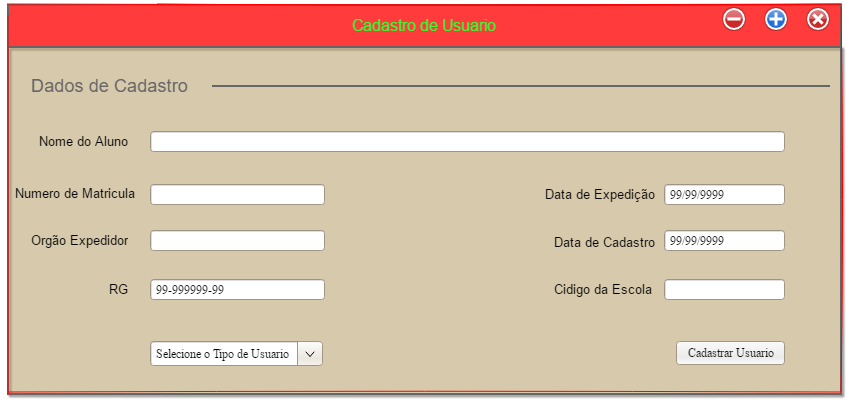 Cadastro de Usuario
Dados de Cadastro
Nome do Aluno
Numero de Matricula
Data de Expedição 99/99/9999
Orgão Expedidor
Data de Cadastro 99/99/9999
RG 99-999999-99
Cidigo da Escola
Selecione o Tipo de Usuario
Cadastrar Usuario